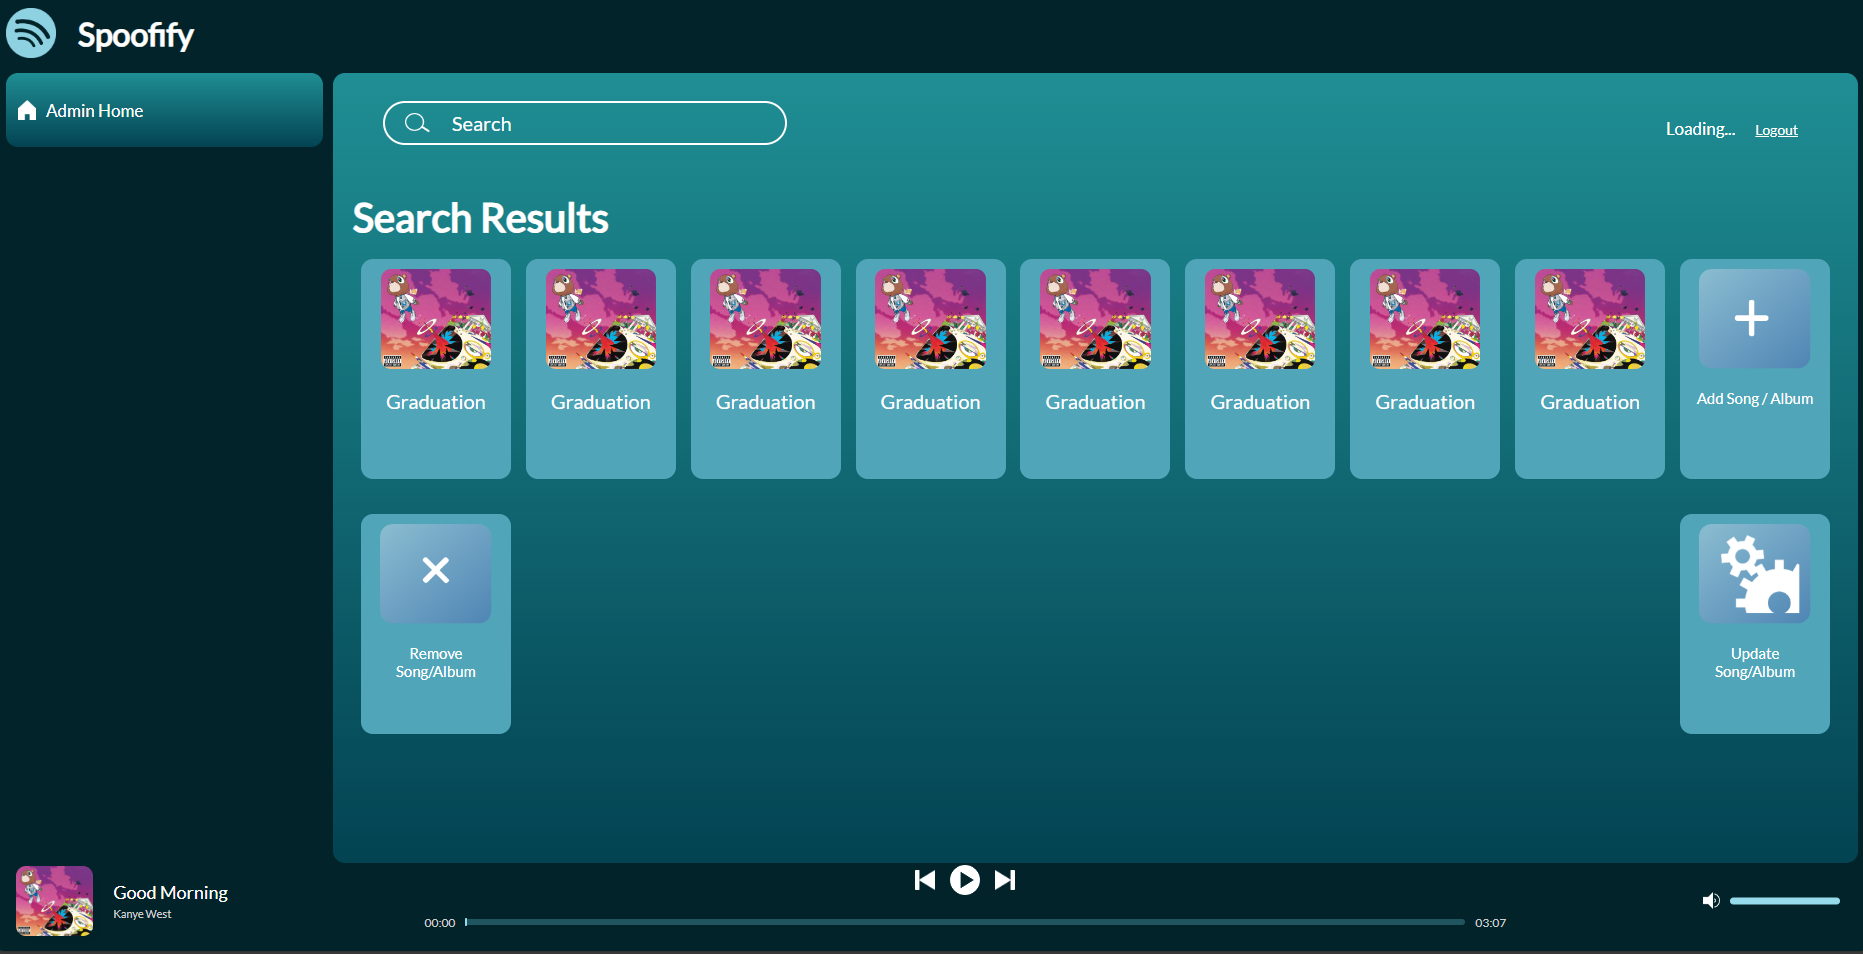 Spoofify
Admin Home
Search
Loading...
Logout
Search Results
Graduation
Graduation
Graduation
Graduation
Graduation
Graduation
Graduation
Graduation
Add Song / Album
Remove
Song/Album
Update
Song/Album
Good Morning
Kanye West
00:00
03:07